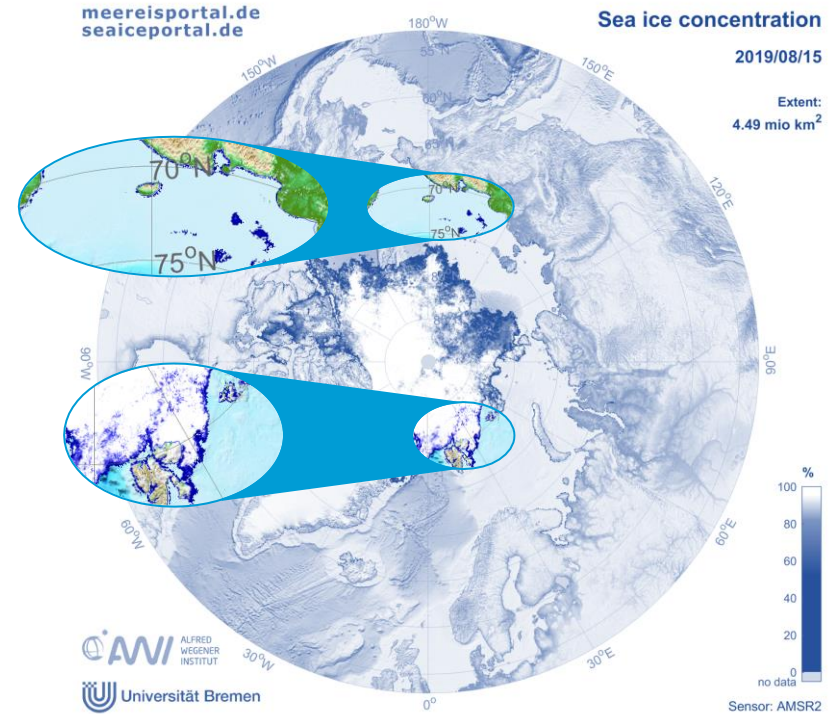 meereisportal.de
seaiceportal.de
Sea ice concentration
2019/08/15
Extent:
4.49 mio km²
180°W
150°W
150°E
120°E
90°E
60°E
30°E
0°
30°W
60°W
90°W
55°N
70°N
75°N
70°N
75°N
%
100
80
60
40
20
0
no data
Sensor: AMSR2
AWI
ALFRED
WEGENER
INSTITUT
Universität Bremen